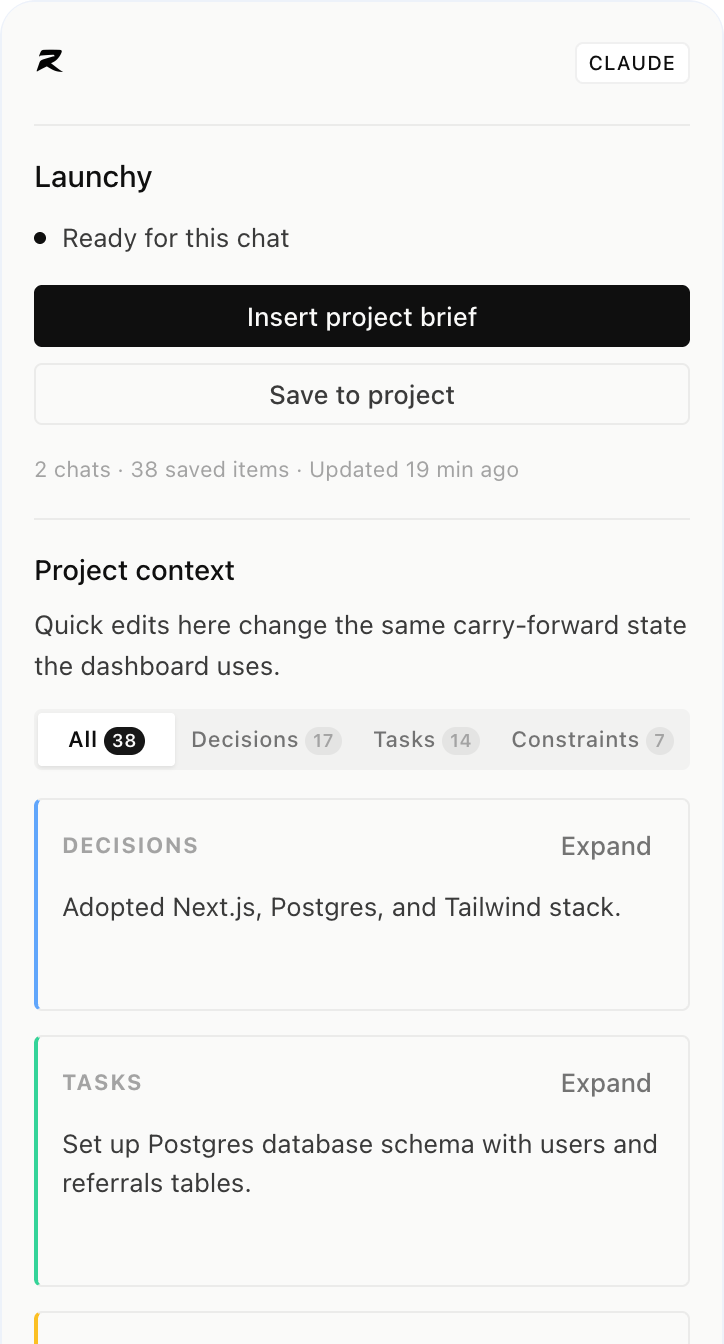 CLAUDE
Launchy
Ready for this chat
Insert project brief
Save to project
2 chats · 38 saved items · Updated 19 min ago
Project context
Quick edits here change the same carry-forward state
the dashboard uses.
All 38 Decisions 17 Tasks 14 Constraints 7
DECISIONS Expand
Adopted Next.js, Postgres, and Tailwind stack.
TASKS Expand
Set up Postgres database schema with users and
referrals tables.